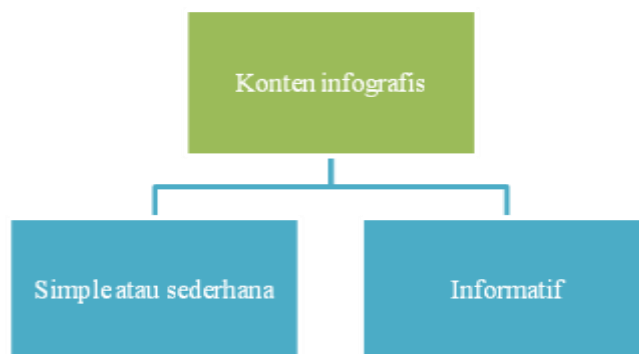 Konten infografis
Simple atau sederhana
Informatif